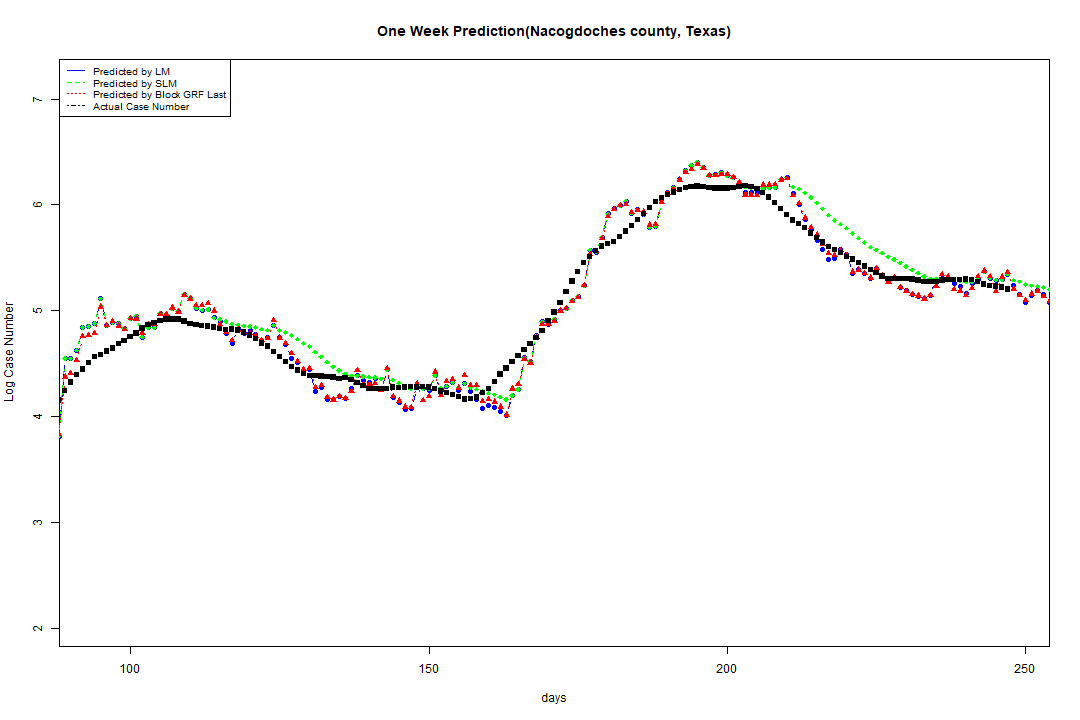 One Week Prediction(Nacogdoches county, Texas)
Predicted by LM
Predicted by SLM
Predicted by Block GRF Last
Actual Case Number
7
6
5
4
3
2
Log Case Number
100 150 200 250
days